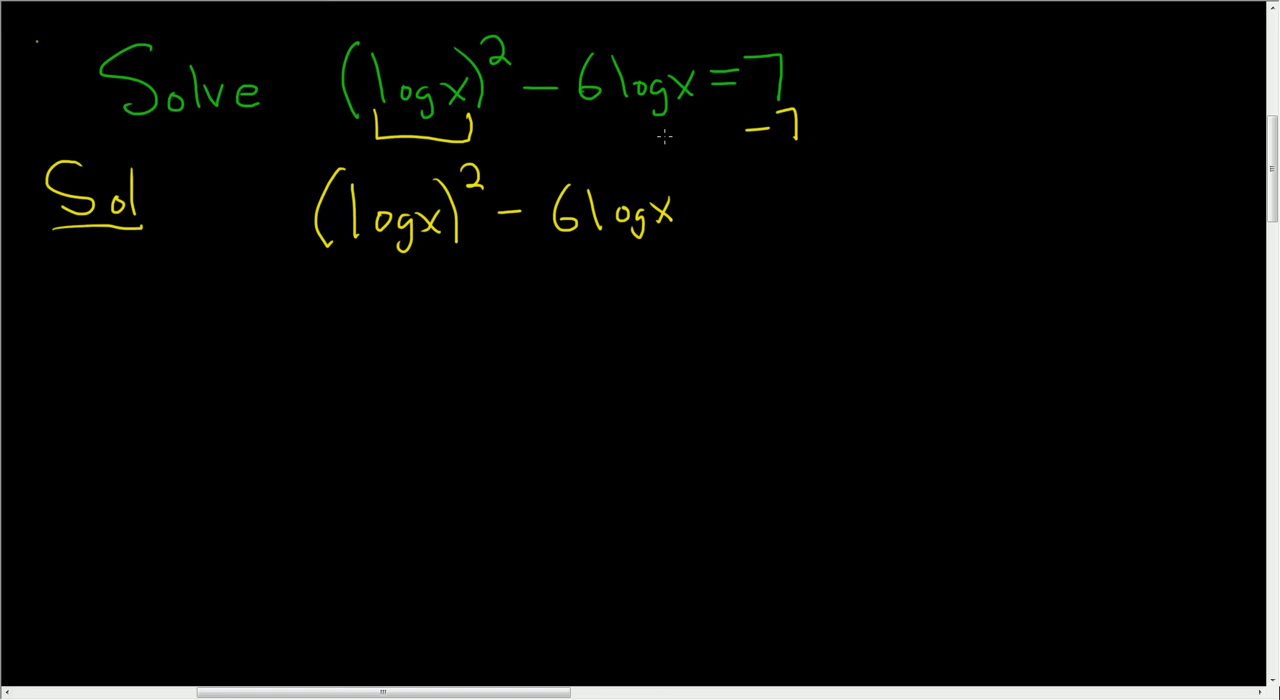 Solve (log x)² - 6 log x = 7
- 7
Sol (log x)² - 6 log x